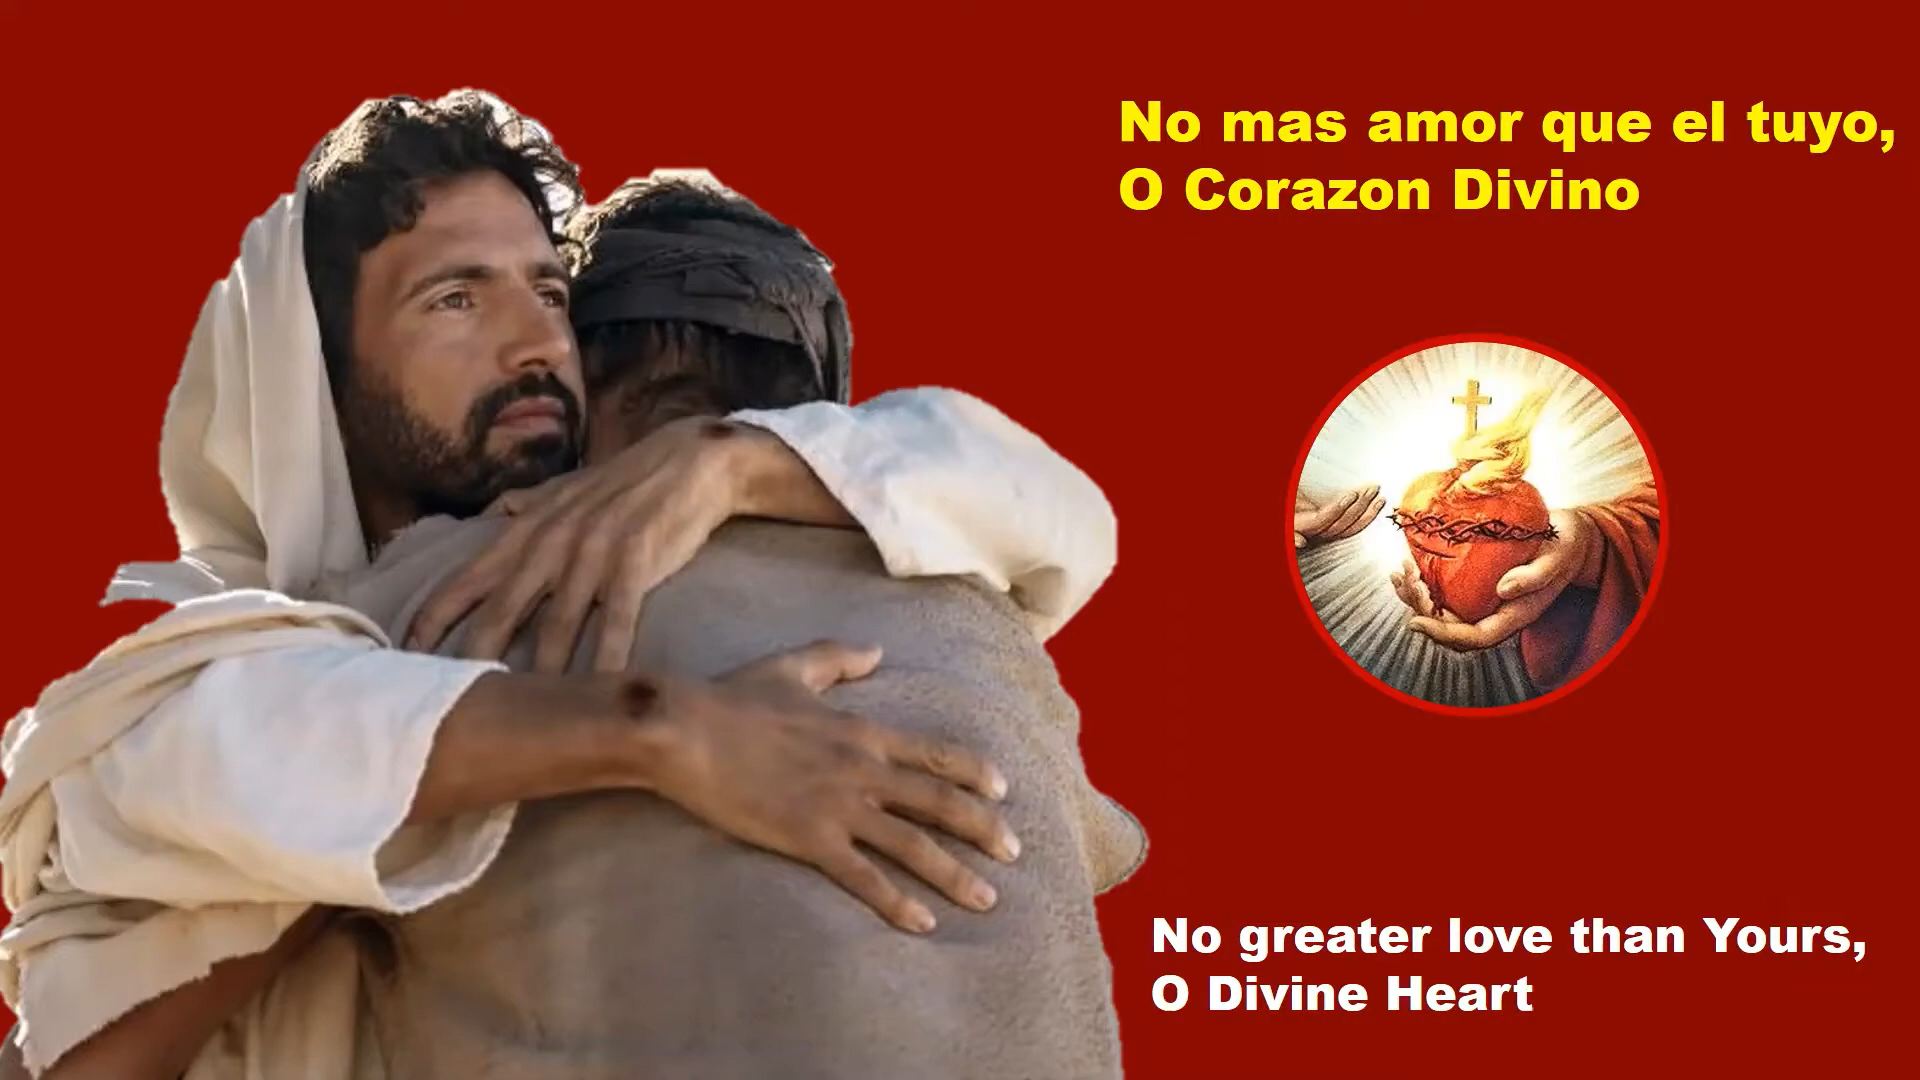 No mas amor que el tuyo,
O Corazon Divino
No greater love than Yours,
O Divine Heart